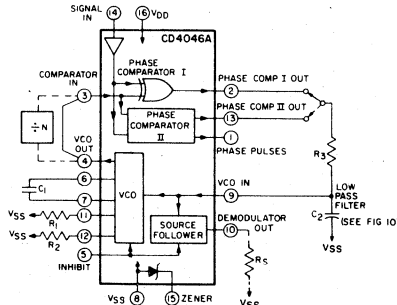 SIGNAL IN
14
16 VDD
CD4046A
PHASE COMPARATOR I
COMPARATOR IN
3
2
PHASE COMP I OUT
13
PHASE COMP II OUT
PHASE COMPARATOR II
1
PHASE PULSES
÷N
VCO OUT
4
R3
6
C1
7
VCO
VCO IN
9
LOW PASS FILTER
VSS
R1
11
DEMODULATOR OUT
10
C2
(SEE FIG 10
VSS
R2
12
SOURCE FOLLOWER
VSS
5
INHIBIT
RS
VSS 8
15 ZENER
VSS